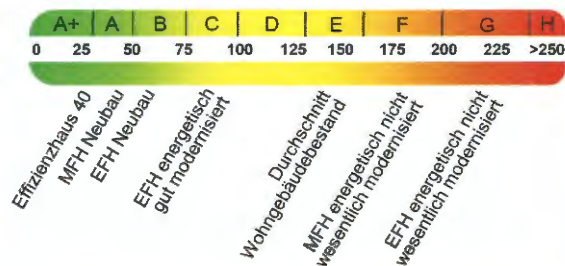 A+ A B C D E F G H
0 25 50 75 100 125 150 175 200 225 >250
Effizienzhaus 40
MFH Neubau
EFH Neubau
EFH energetisch
gut modernisiert
Durchschnitt
Wohngebäudebestand
MFH energetisch nicht
wesentlich modernisiert
EFH energetisch nicht
wesentlich modernisiert